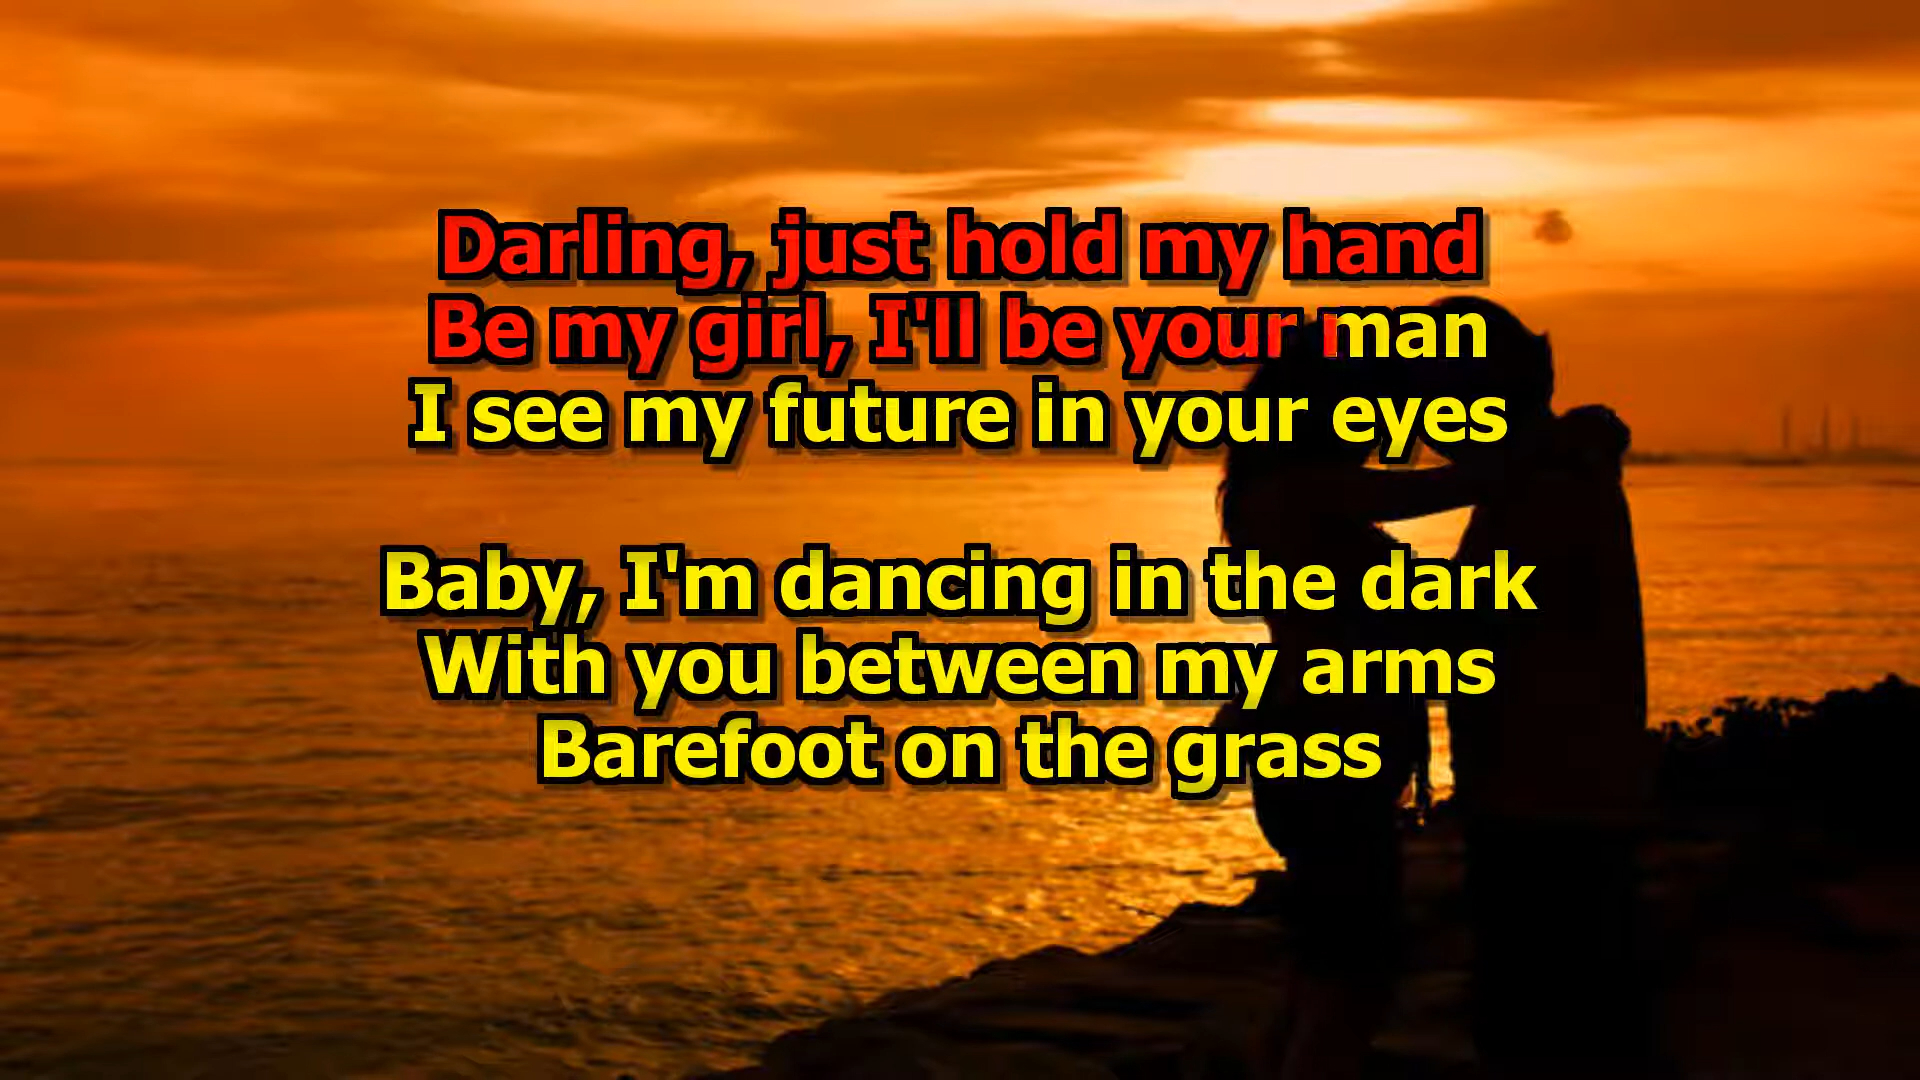 Darling, just hold my hand
Be my girl, I'll be your man
I see my future in your eyes
Baby, I'm dancing in the dark
With you between my arms
Barefoot on the grass